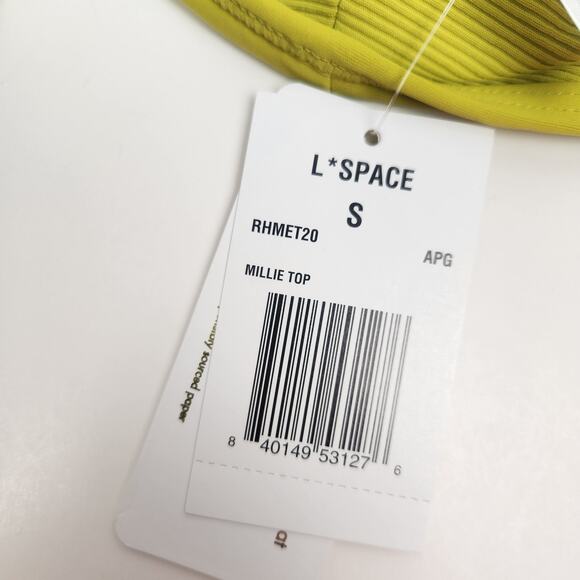 L*SPACE
S
RHMET20
APG
MILLIE TOP
8 40149 53127 6
sourced paper